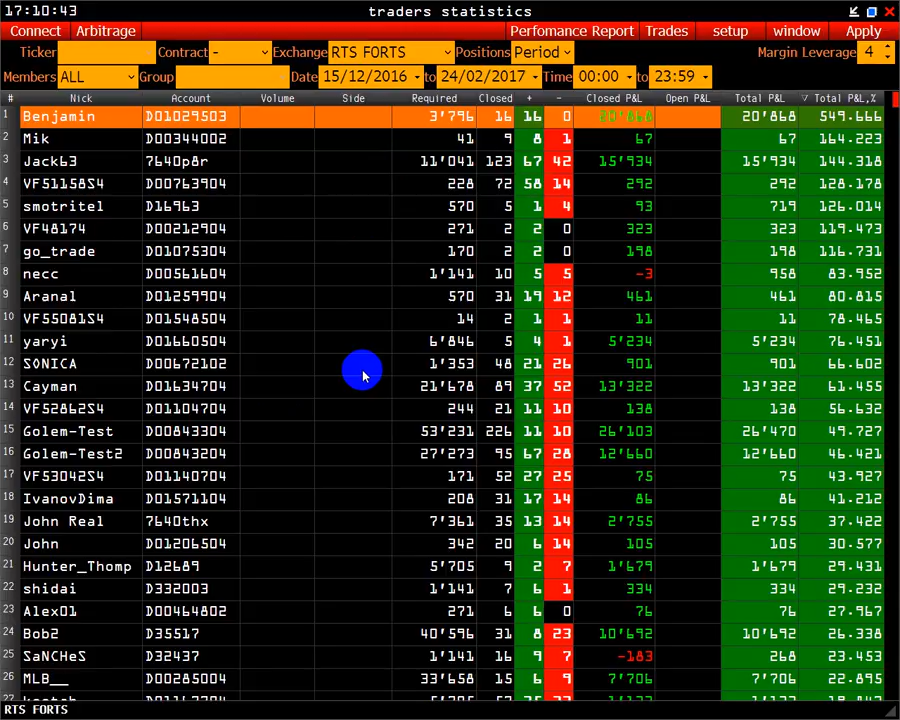 17:10:43 traders statistics
Connect Arbitrage Perfomance Report Trades setup window Apply
Ticker Contract - Exchange RTS FORTS Positions Period Margin Leverage 4
Members ALL Group Date 15/12/2016 to 24/02/2017 Time 00:00 to 23:59
# Nick Account Volume Side Required Closed + - Closed P&L Open P&L Total P&L ▽ Total P&L,%
1 Benjamin D01029503 3'796 16 16 0 20'868 20'868 549.666
2 Mik D00344002 41 9 8 1 67 67 164.223
3 Jack63 7640p8r 11'041 123 67 42 15'934 15'934 144.318
4 VF51158S4 D00763904 228 72 58 14 292 292 128.178
5 smotritel D16963 570 5 1 4 93 719 126.014
6 VF48174 D00212904 271 2 2 0 323 323 119.473
7 go_trade D01075304 170 2 2 0 198 198 116.731
8 necc D00561604 1'141 10 5 5 -3 958 83.952
9 Aranal D01259904 570 31 19 12 461 461 80.815
10 VF55081S4 D01548504 14 2 1 1 11 11 78.465
11 yaryi D01660504 6'846 5 4 1 5'234 5'234 76.451
12 SONICA D00672102 1'353 48 21 26 901 901 66.602
13 Cayman D01634704 21'678 89 37 52 13'322 13'322 61.455
14 VF52862S4 D01104704 244 21 11 10 138 138 56.632
15 Golem-Test D00843304 53'231 226 11 10 26'103 26'470 49.727
16 Golem-Test2 D00843204 27'273 95 67 28 12'660 12'660 46.421
17 VF53042S4 D01140704 171 52 27 25 75 75 43.927
18 IvanovDima D01571104 208 31 17 14 86 86 41.212
19 John Real 7640thx 7'361 35 13 14 2'755 2'755 37.422
20 John D01206504 342 20 6 14 105 105 30.577
21 Hunter_Thomp D12689 5'705 9 2 7 1'679 1'679 29.431
22 shidai D332003 1'141 7 6 1 334 334 29.232
23 Alex01 D00464802 271 6 6 0 76 76 27.967
24 Bob2 D35517 40'596 31 8 23 10'692 10'692 26.338
25 SaNCHeS D32437 1'141 16 9 7 -183 268 23.453
26 MLB__ D00285004 33'658 15 6 9 7'706 7'706 22.895
27
RTS FORTS